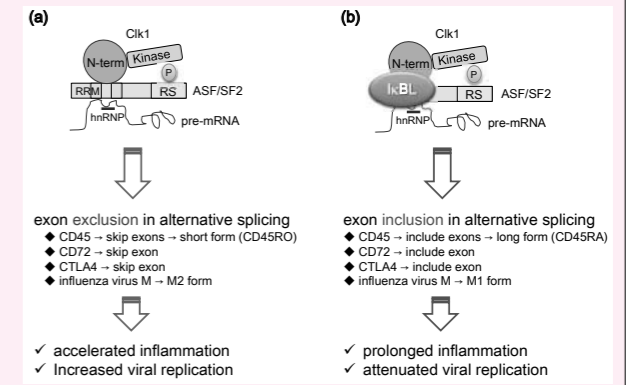 (a)
Clk1
N-term
Kinase
P
RRM
RS
ASF/SF2
hnRNP
pre-mRNA
exon exclusion in alternative splicing
◆ CD45 → skip exons → short form (CD45RO)
◆ CD72 → skip exon
◆ CTLA4 → skip exon
◆ influenza virus M → M2 form
✓ accelerated inflammation
✓ Increased viral replication
(b)
Clk1
N-term
Kinase
P
IκBL
RS
ASF/SF2
hnRNP
pre-mRNA
exon inclusion in alternative splicing
◆ CD45 → include exons → long form (CD45RA)
◆ CD72 → include exon
◆ CTLA4 → include exon
◆ influenza virus M → M1 form
✓ prolonged inflammation
✓ attenuated viral replication